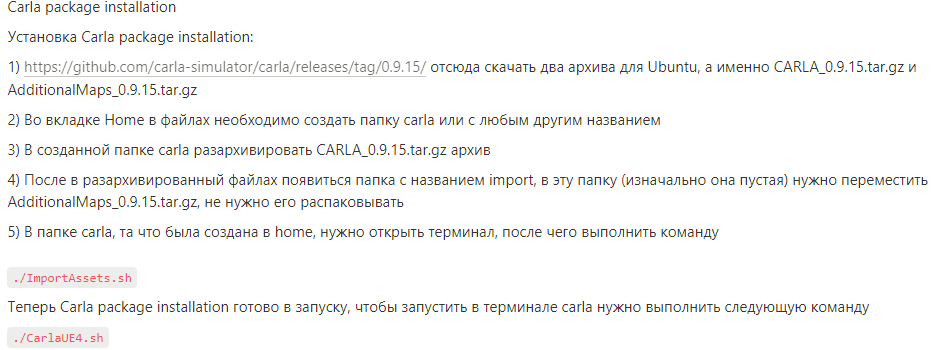 Carla package installation
Установка Carla package installation:
1) https://github.com/carla-simulator/carla/releases/tag/0.9.15/ отсюда скачать два архива для Ubuntu, а именно CARLA_0.9.15.tar.gz и
AdditionalMaps_0.9.15.tar.gz
2) Во вкладке Home в файлах необходимо создать папку carla или с любым другим названием
3) В созданной папке carla разархивировать CARLA_0.9.15.tar.gz архив
4) После в разархивированный файлах появиться папка с названием import, в эту папку (изначально она пустая) нужно переместить
AdditionalMaps_0.9.15.tar.gz, не нужно его распаковывать
5) В папке carla, та что была создана в home, нужно открыть терминал, после чего выполнить команду
./ImportAssets.sh
Теперь Carla package installation готово в запуску, чтобы запустить в терминале carla нужно выполнить следующую команду
./CarlaUE4.sh